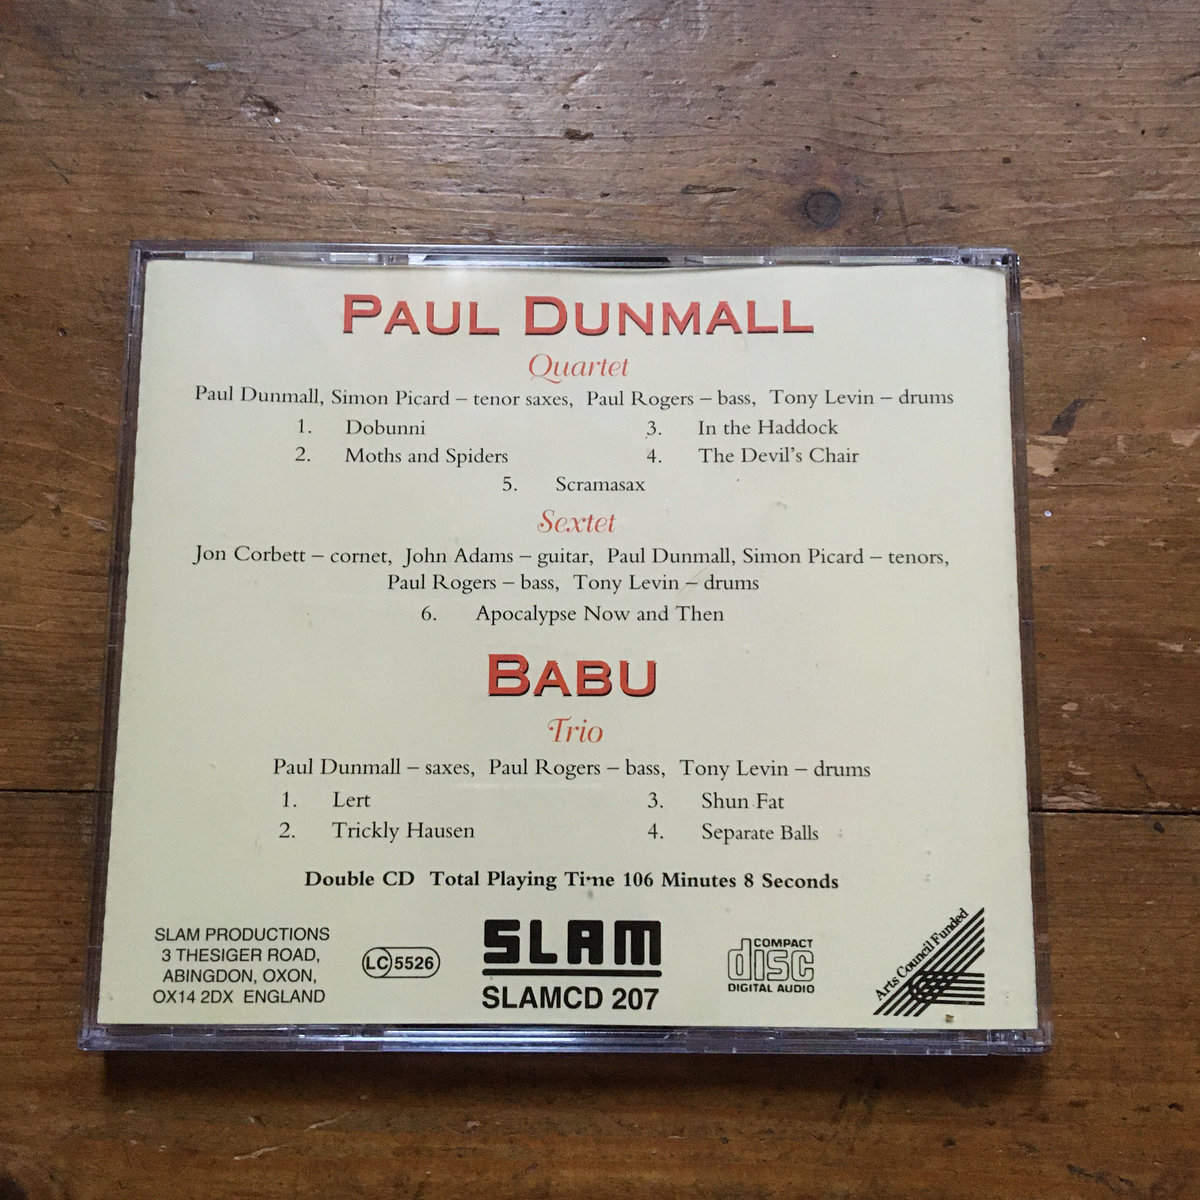 PAUL DUNMALL
Quartet
Paul Dunmall, Simon Picard – tenor saxes, Paul Rogers – bass, Tony Levin – drums
1. Dobunni 3. In the Haddock
2. Moths and Spiders 4. The Devil's Chair
5. Scramasax
Sextet
Jon Corbett – cornet, John Adams – guitar, Paul Dunmall, Simon Picard – tenors,
Paul Rogers – bass, Tony Levin – drums
6. Apocalypse Now and Then
BABU
Trio
Paul Dunmall – saxes, Paul Rogers – bass, Tony Levin – drums
1. Lert 3. Shun Fat
2. Trickly Hausen 4. Separate Balls
Double CD Total Playing Time 106 Minutes 8 Seconds
SLAM PRODUCTIONS
3 THESIGER ROAD,
ABINGDON, OXON,
OX14 2DX ENGLAND
LC 5526
SLAM
SLAMCD 207
COMPACT
disc
DIGITAL AUDIO
Arts Council Funded